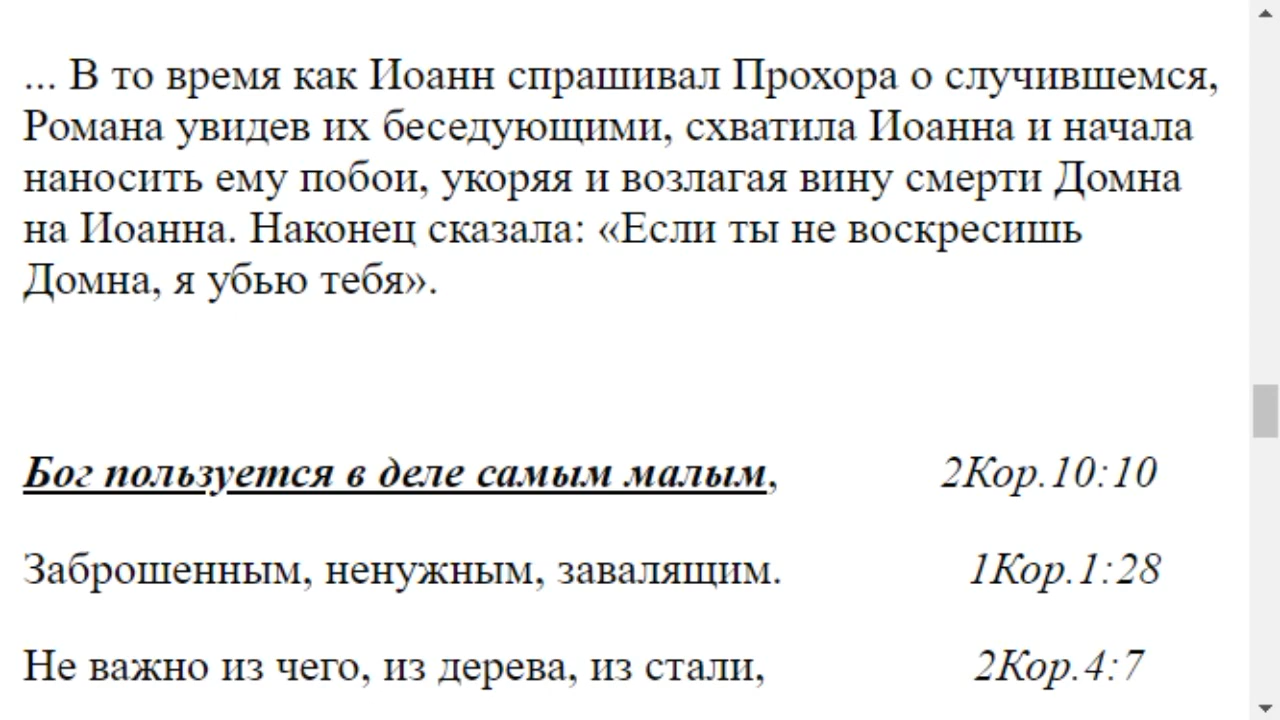 ... В то время как Иоанн спрашивал Прохора о случившемся,
Романа увидев их беседующими, схватила Иоанна и начала
наносить ему побои, укоряя и возлагая вину смерти Домна
на Иоанна. Наконец сказала: «Если ты не воскресишь
Домна, я убью тебя».
Бог пользуется в деле самым малым, 2Кор.10:10
Заброшенным, ненужным, завалящим. 1Кор.1:28
Не важно из чего, из дерева, из стали, 2Кор.4:7